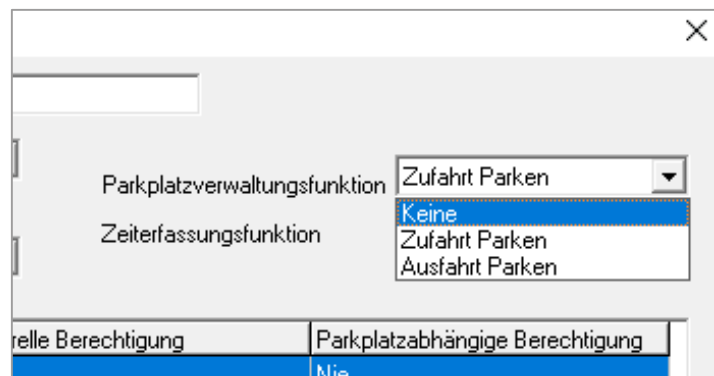 Parkplatzverwaltungsfunktion Zufahrt Parken
Keine
Zeiterfassungsfunktion Zufahrt Parken
Ausfahrt Parken
relle Berechtigung Parkplatzabhängige Berechtigung
Nie